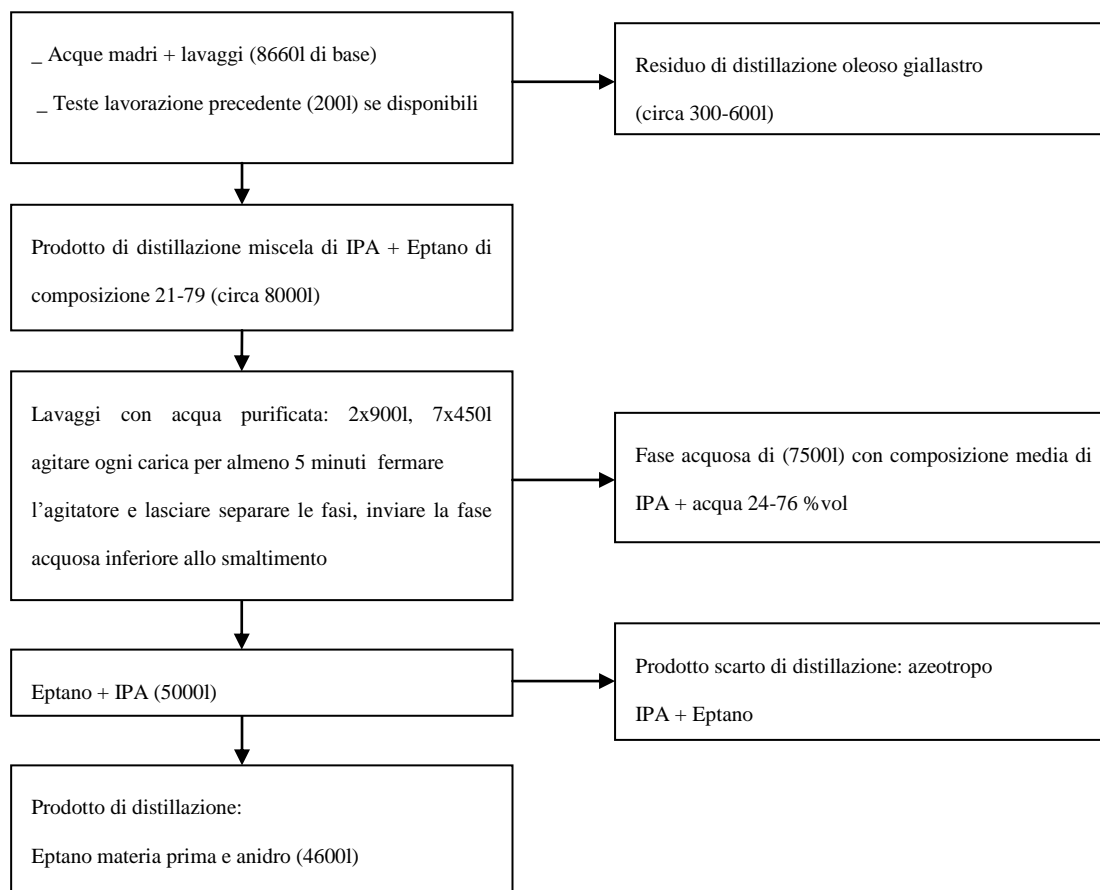 _ Acque madri + lavaggi (8660l di base)
_ Teste lavorazione precedente (200l) se disponibili
Residuo di distillazione oleoso giallastro
(circa 300-600l)
Prodotto di distillazione miscela di IPA + Eptano di
composizione 21-79 (circa 8000l)
Lavaggi con acqua purificata: 2x900l, 7x450l
agitare ogni carica per almeno 5 minuti fermare
l'agitatore e lasciare separare le fasi, inviare la fase
acquosa inferiore allo smaltimento
Fase acquosa di (7500l) con composizione media di
IPA + acqua 24-76 %vol
Eptano + IPA (5000l)
Prodotto scarto di distillazione: azeotropo
IPA + Eptano
Prodotto di distillazione:
Eptano materia prima e anidro (4600l)